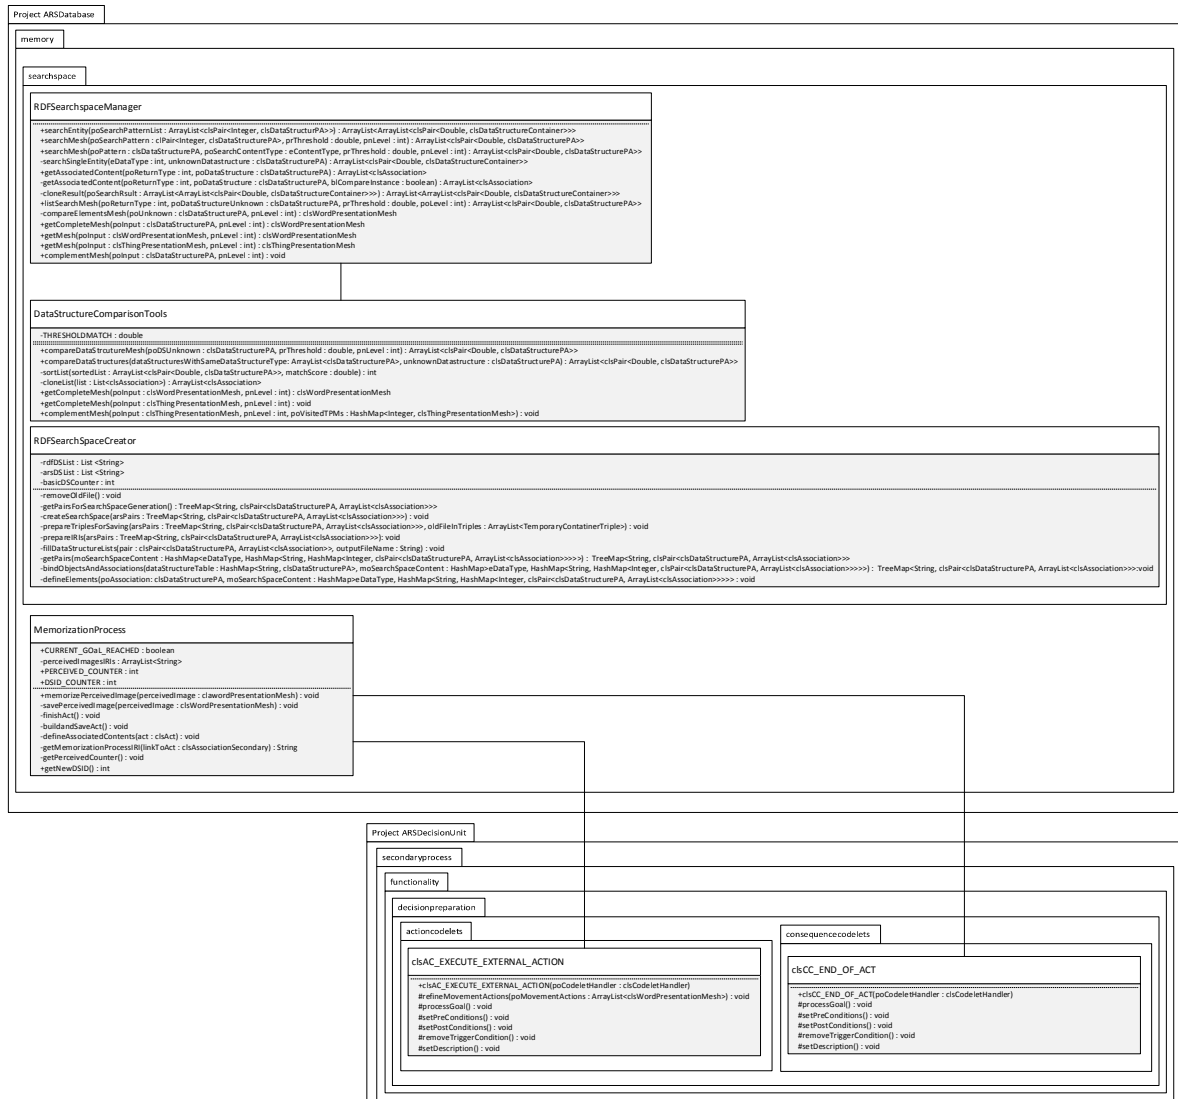 Project ARSDatabase
memory
searchspace
RDFSearchspaceManager
+searchEntity(poSearchPatternList : ArrayList<clsPair<Integer, clsDataStructurPA>>) : ArrayList<ArrayList<clsPair<Double, clsDataStructureContainer>>>
+searchMesh(poSearchPattern : clPair<Integer, clsDataStructurePA>, prThreshold : double, pnLevel : int) : ArrayList<clsPair<Double, clsDataStructurePA>>
+searchMesh(poPattern : clsDataStructurePA, poSearchContentType : eContentType, prThreshold : double, pnLevel : int) : ArrayList<clsPair<Double, clsDataStructurePA>>
-searchSingleEntity(eDataType : int, unknownDatastructure : clsDataStructurePA) : ArrayList<clsPair<Double, clsDataStructureContainer>>
+getAssociatedContent(poReturnType : int, poDataStructure : clsDataStructurePA) : ArrayList<clsAssociation>
-getAssociatedContent(poReturnType : int, poDataStructure : clsDataStructurePA, blCompareInstance : boolean) : ArrayList<clsAssociation>
-cloneResult(poSearchRsult : ArrayList<ArrayList<clsPair<Double, clsDataStructureContainer>>>) : ArrayList<ArrayList<clsPair<Double, clsDataStructureContainer>>>
+listSearchMesh(poReturnType : int, poDataStructureUnknown : clsDataStructurePA, prThreshold : double, poLevel : int) : ArrayList<clsPair<Double, clsDataStructurePA>>
-compareElementsMesh(poUnknown : clsDataStructurePA, pnLevel : int) : clsWordPresentationMesh
+getCompleteMesh(poInput : clsDataStructurePA, pnLevel : int) : clsWordPresentationMesh
+getMesh(poInput : clsWordPresentationMesh, pnLevel : int) : clsWordPresentationMesh
+getMesh(poInput : clsThingPresentationMesh, pnLevel : int) : clsThingPresentationMesh
+complementMesh(poInput : clsDataStructurePA, pnLevel : int) : void
DataStructureComparisonTools
-THRESHOLDMATCH : double
+compareDataStrcutureMesh(poDSUnknown : clsDataStructurePA, prThreshold : double, pnLevel : int) : ArrayList<clsPair<Double, clsDataStructurePA>>
+compareDataStructures(dataStructuresWithSameDataStructureType: ArrayList<clsDataStructurePA>, unknownDatastructure : clsDataStructurePA) : ArrayList<clsPair<Double, clsDataStructurePA>>
-sortList(sortedList : ArrayList<clsPair<Double, clsDataStructurePA>>, matchScore : double) : int
-cloneList(list : List<clsAssociation>) : ArrayList<clsAssociation>
+getCompleteMesh(poInput : clsWordPresentationMesh, pnLevel : int) : clsWordPresentationMesh
+getCompleteMesh(poInput : clsThingPresentationMesh, pnLevel : int) : void
+complementMesh(poInput : clsThingPresentationMesh, pnLevel : int, poVisitedTPMs : HashMap<Integer, clsThingPresentationMesh>) : void
RDFSearchSpaceCreator
-rdfDSList : List <String>
-arsDSList : List <String>
-basicDSCounter : int
-removeOldFile() : void
-getPairsForSearchSpaceGeneration() : TreeMap<String, clsPair<clsDataStructurePA, ArrayList<clsAssociation>>>
-createSearchSpace(arsPairs : TreeMap<String, clsPair<clsDataStructurePA, ArrayList<clsAssociation>>>) : void
-prepareTriplesForSaving(arsPairs : TreeMap<String, clsPair<clsDataStructurePA, ArrayList<clsAssociation>>>, oldFileInTriples : ArrayList<TemporaryContatinerTriple>) : void
-prepareIRIs(arsPairs : TreeMap<String, clsPair<clsDataStructurePA, ArrayList<clsAssociation>>>): void
-fillDataStructureLists(pair : clsPair<clsDataStructurePA, ArrayList<clsAssociation>>, outputFileName : String) : void
-getPairs(moSearchSpaceContent : HashMap>eDataType, HashMap<String, HashMap<Integer, clsPair<clsDataStructurePA, ArrayList<clsAssociation>>>>>) : TreeMap<String, clsPair<clsDataStructurePA, ArrayList<clsAssociation>>>
-bindObjectsAndAssociations(dataStructureTable : HashMap<String, clsDataStructurePA>, moSearchSpaceContent : HashMap>eDataType, HashMap<String, HashMap<Integer, clsPair<clsDataStructurePA, ArrayList<clsAssociation>>>>>) : TreeMap<String, clsPair<clsDataStructurePA, ArrayList<clsAssociation>>>:void
-defineElements(poAssociation: clsDataStructurePA, moSearchSpaceContent : HashMap>eDataType, HashMap<String, HashMap<Integer, clsPair<clsDataStructurePA, ArrayList<clsAssociation>>>>> : void
MemorizationProcess
+CURRENT_GOaL_REACHED : boolean
-perceivedImagesIRIs : ArrayList<String>
+PERCEIVED_COUNTER : int
+DSID_COUNTER : int
+memorizePerceivedImage(perceivedImage : clawordPresentationMesh) : void
-savePerceivedImage(perceivedImage : clsWordPresentationMesh) : void
-finishAct() : void
-buildandSaveAct() : void
-defineAssociatedContents(act : clsAct) : void
-getMemorizationProcessIRI(linkToAct : clsAssociationSecondary) : String
-getPerceivedCounter() : void
+getNewDSID() : int
Project ARSDecisionUnit
secondaryprocess
functionality
decisionpreparation
actioncodelets
clsAC_EXECUTE_EXTERNAL_ACTION
+clsAC_EXECUTE_EXTERNAL_ACTION(poCodeletHandler : clsCodeletHandler)
#refineMovementActions(poMovementActions : ArrayList<clsWordPresentationMesh>) : void
#processGoal() : void
#setPreConditions() : void
#setPostConditions() : void
#removeTriggerCondition() : void
#setDescription() : void
consequencecodelets
clsCC_END_OF_ACT
+clsCC_END_OF_ACT(poCodeletHandler : clsCodeletHandler)
#processGoal() : void
#setPreConditions() : void
#setPostConditions() : void
#removeTriggerCondition() : void
#setDescription() : void